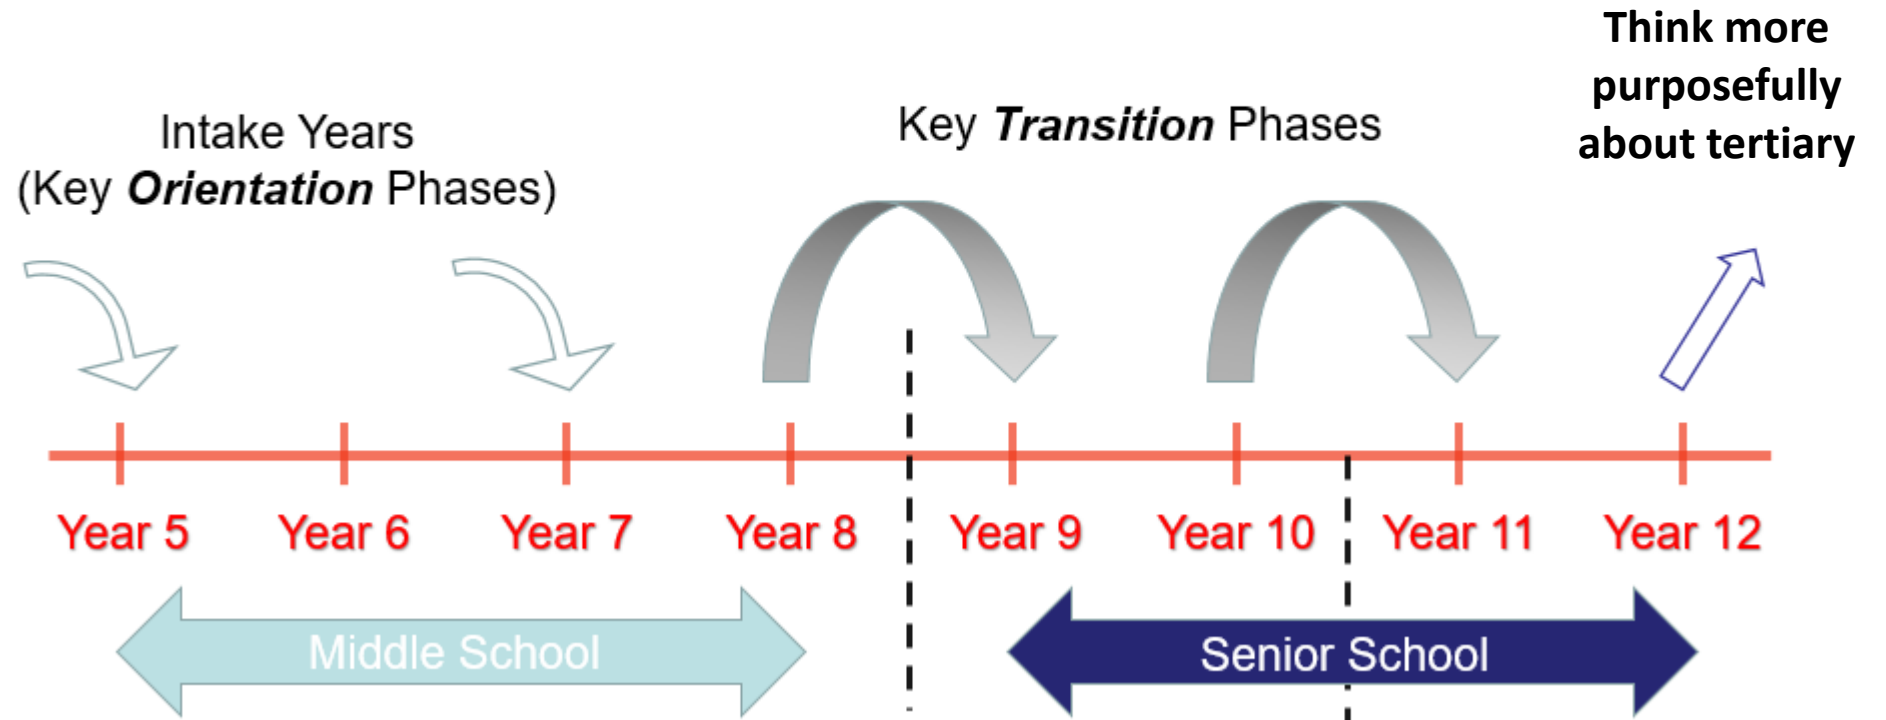 Think more
purposefully
about tertiary
Intake Years
(Key Orientation Phases)
Key Transition Phases
Year 5
Year 6
Year 7
Year 8
Year 9
Year 10
Year 11
Year 12
Middle School
Senior School